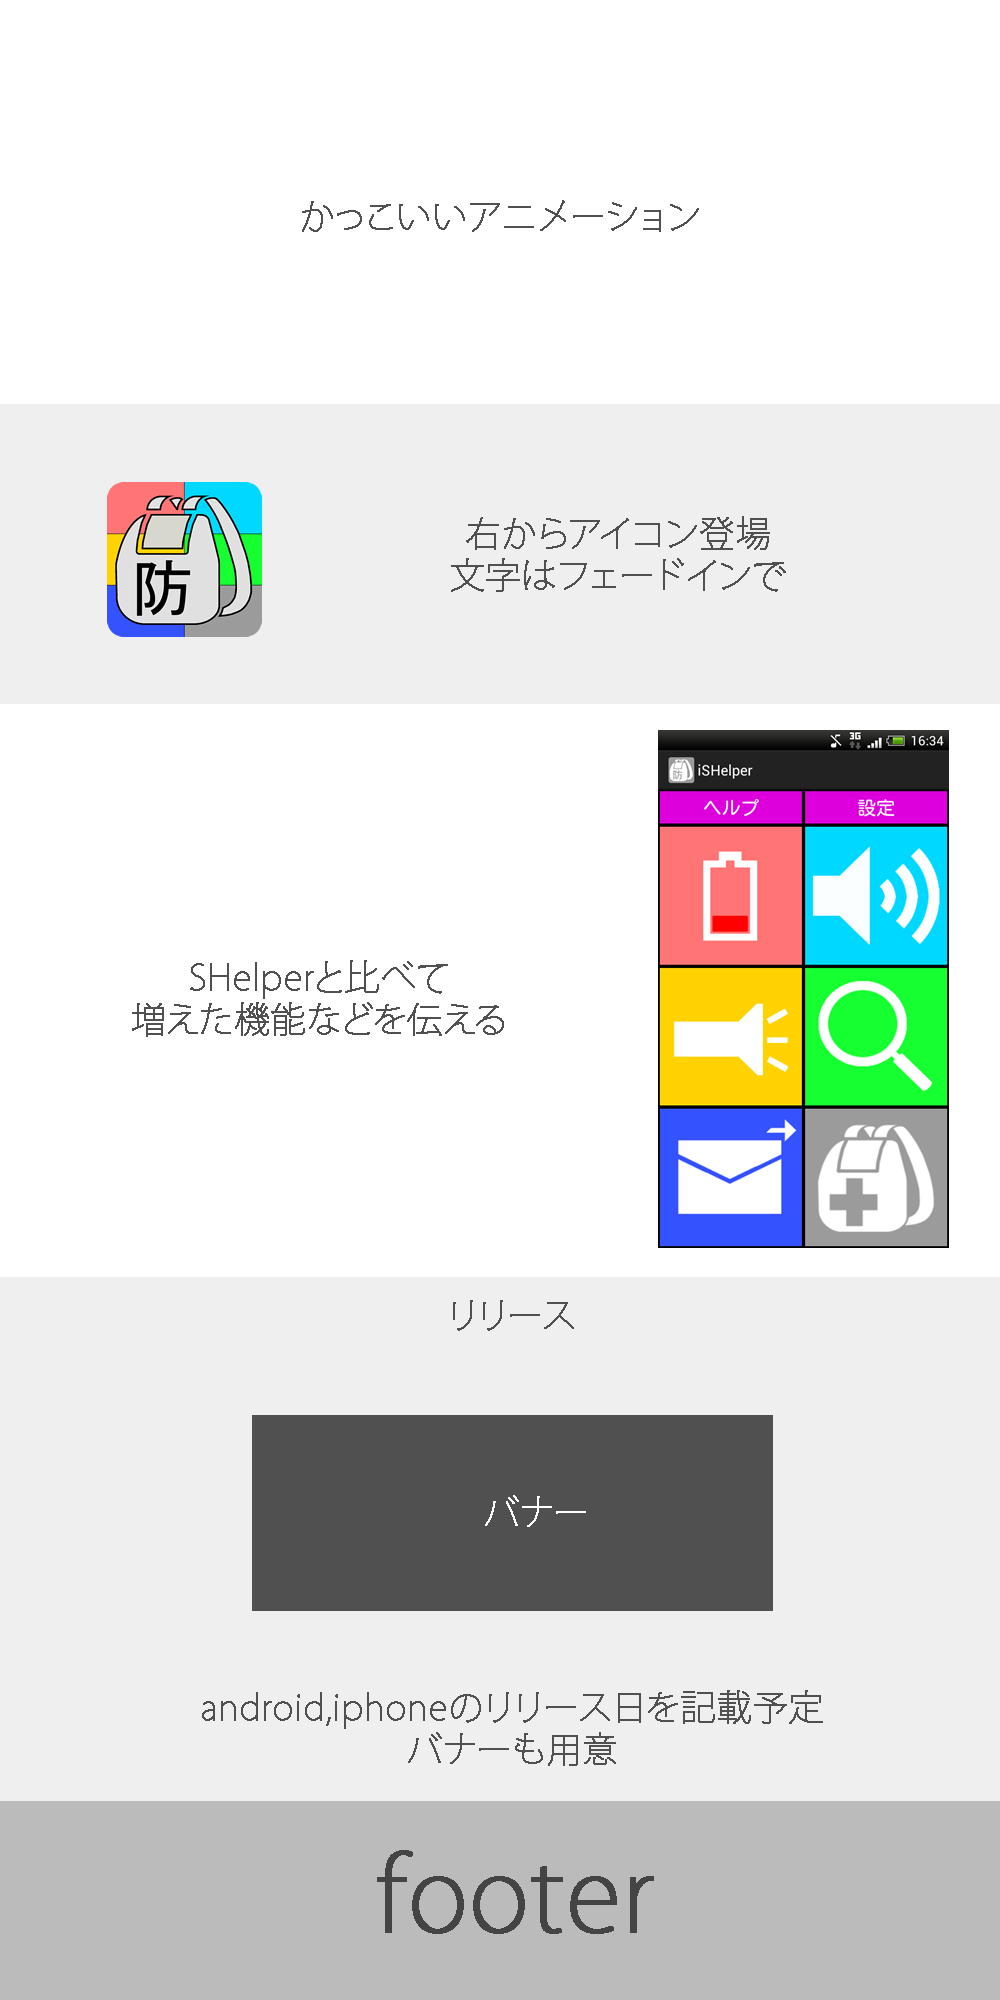 かっこいいアニメーション
防
右からアイコン登場
文字はフェードインで
3G 16:34
防 iSHelper
ヘルプ 設定
SHelperと比べて
増えた機能などを伝える
リリース
バナー
android,iphoneのリリース日を記載予定
バナーも用意
footer